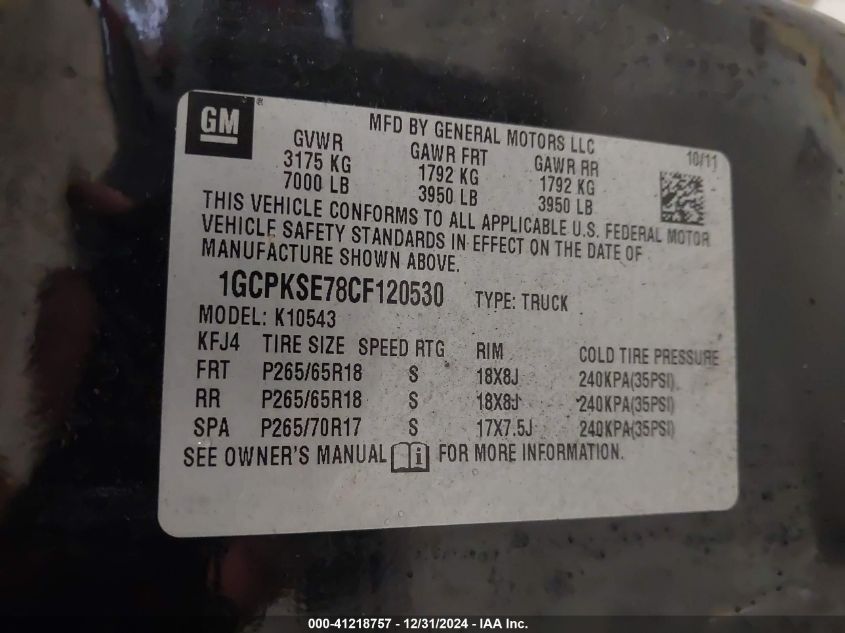 GM ®
MFD BY GENERAL MOTORS LLC 10/11
GVWR GAWR FRT GAWR RR
3175 KG 1792 KG 1792 KG
7000 LB 3950 LB 3950 LB
THIS VEHICLE CONFORMS TO ALL APPLICABLE U.S. FEDERAL MOTOR
VEHICLE SAFETY STANDARDS IN EFFECT ON THE DATE OF
MANUFACTURE SHOWN ABOVE.
1GCPKSE78CF120530 TYPE: TRUCK
MODEL: K10543
KFJ4 TIRE SIZE SPEED RTG RIM COLD TIRE PRESSURE
FRT P265/65R18 S 18X8J 240KPA(35PSI)
RR P265/65R18 S 18X8J 240KPA(35PSI)
SPA P265/70R17 S 17X7.5J 240KPA(35PSI)
SEE OWNER'S MANUAL FOR MORE INFORMATION.
000-41218757 - 12/31/2024 - IAA Inc.